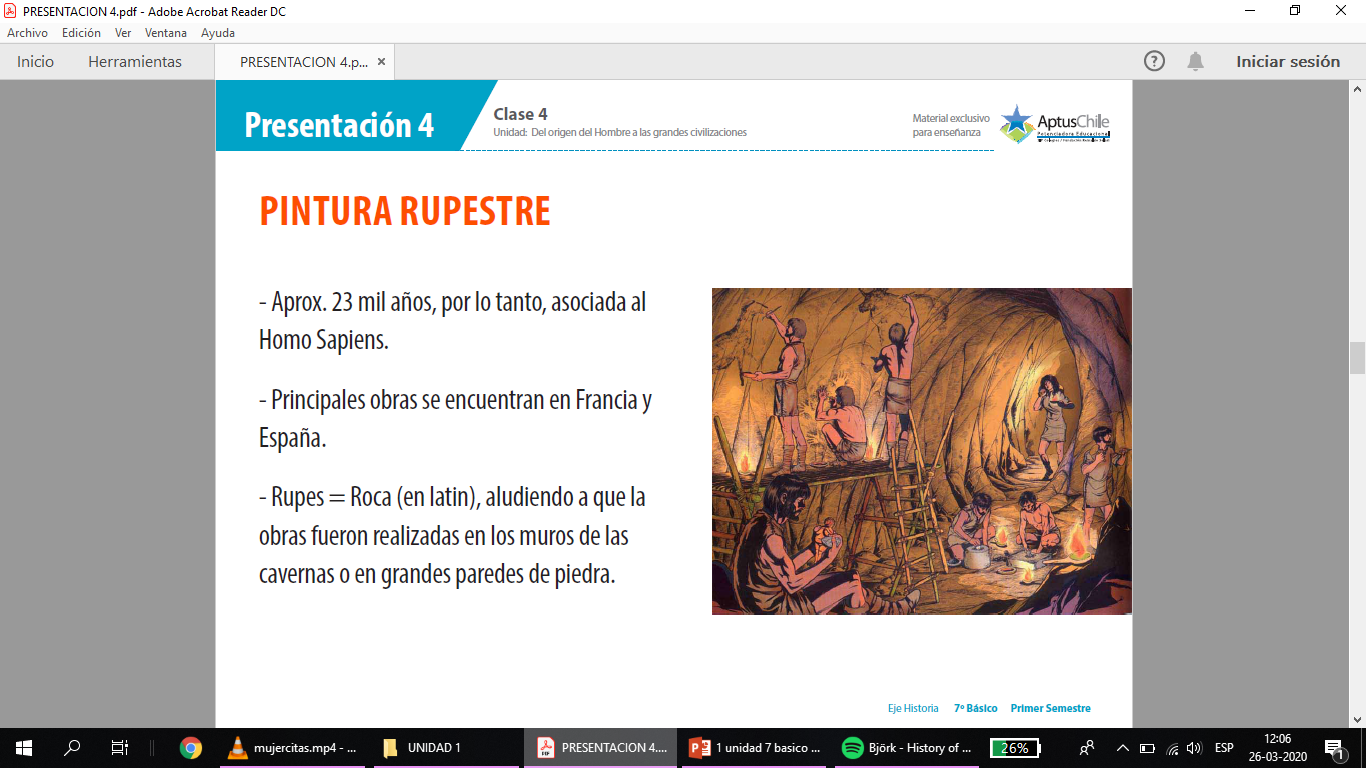 PRESENTACION 4.pdf - Adobe Acrobat Reader DC
Archivo Edición Ver Ventana Ayuda
Inicio Herramientas PRESENTACION 4.p... × ? Iniciar sesión
Presentación 4
Clase 4
Unidad: Del origen del Hombre a las grandes civilizaciones
Material exclusivo
para enseñanza
AptusChile
Potenciadora Educacional
PINTURA RUPESTRE
- Aprox. 23 mil años, por lo tanto, asociada al
Homo Sapiens.
- Principales obras se encuentran en Francia y
España.
- Rupes = Roca (en latin), aludiendo a que la
obras fueron realizadas en los muros de las
cavernas o en grandes paredes de piedra.
Eje Historia 7º Básico Primer Semestre
mujercitas.mp4 - ... UNIDAD 1 PRESENTACION 4.... 1 unidad 7 basico ... Björk - History of ... 26% ESP 12:06
26-03-2020 1